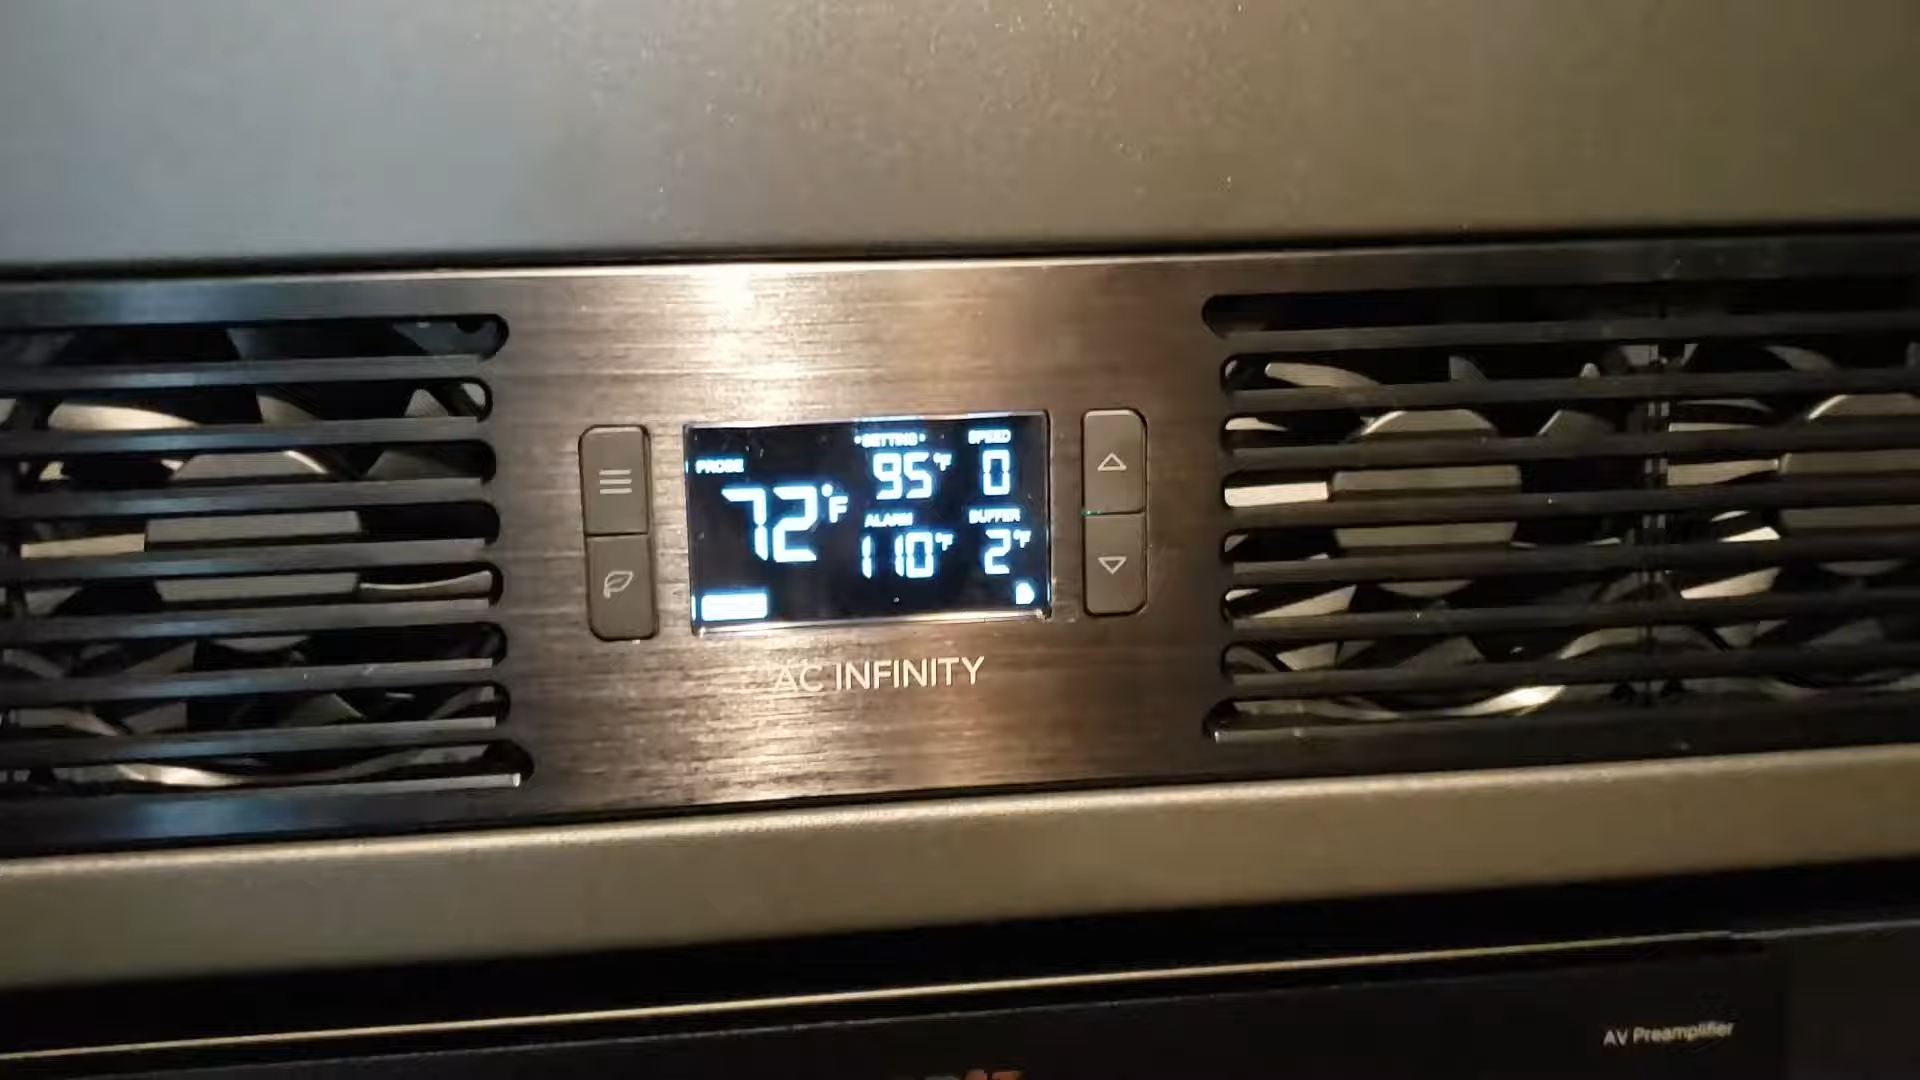 PROBE
72°F
•SETTING•
95°F
SPEED
0
ALARM
110°F
BUFFER
2°F
AC INFINITY
AV Preamplifier